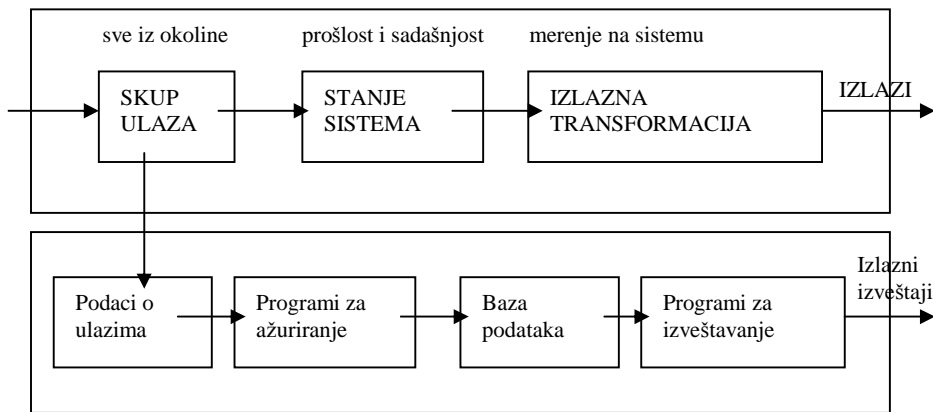 sve iz okoline
prošlost i sadašnjost
merenje na sistemu
SKUP
ULAZA
STANJE
SISTEMA
IZLAZNA
TRANSFORMACIJA
IZLAZI
Podaci o
ulazima
Programi za
ažuriranje
Baza
podataka
Programi za
izveštavanje
Izlazni
izveštaji